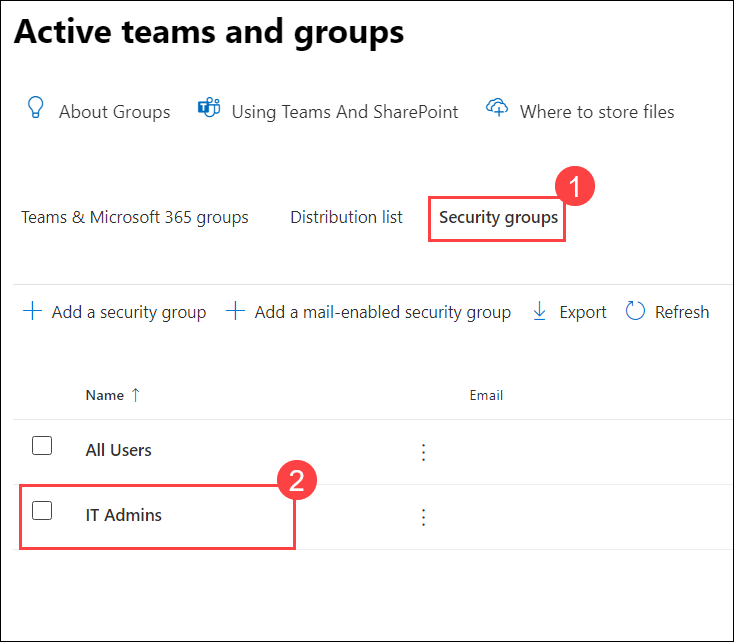 Active teams and groups
About Groups Using Teams And SharePoint Where to store files
1
Teams & Microsoft 365 groups Distribution list Security groups
Add a security group Add a mail-enabled security group Export Refresh
Name ↑ Email
All Users
2
IT Admins